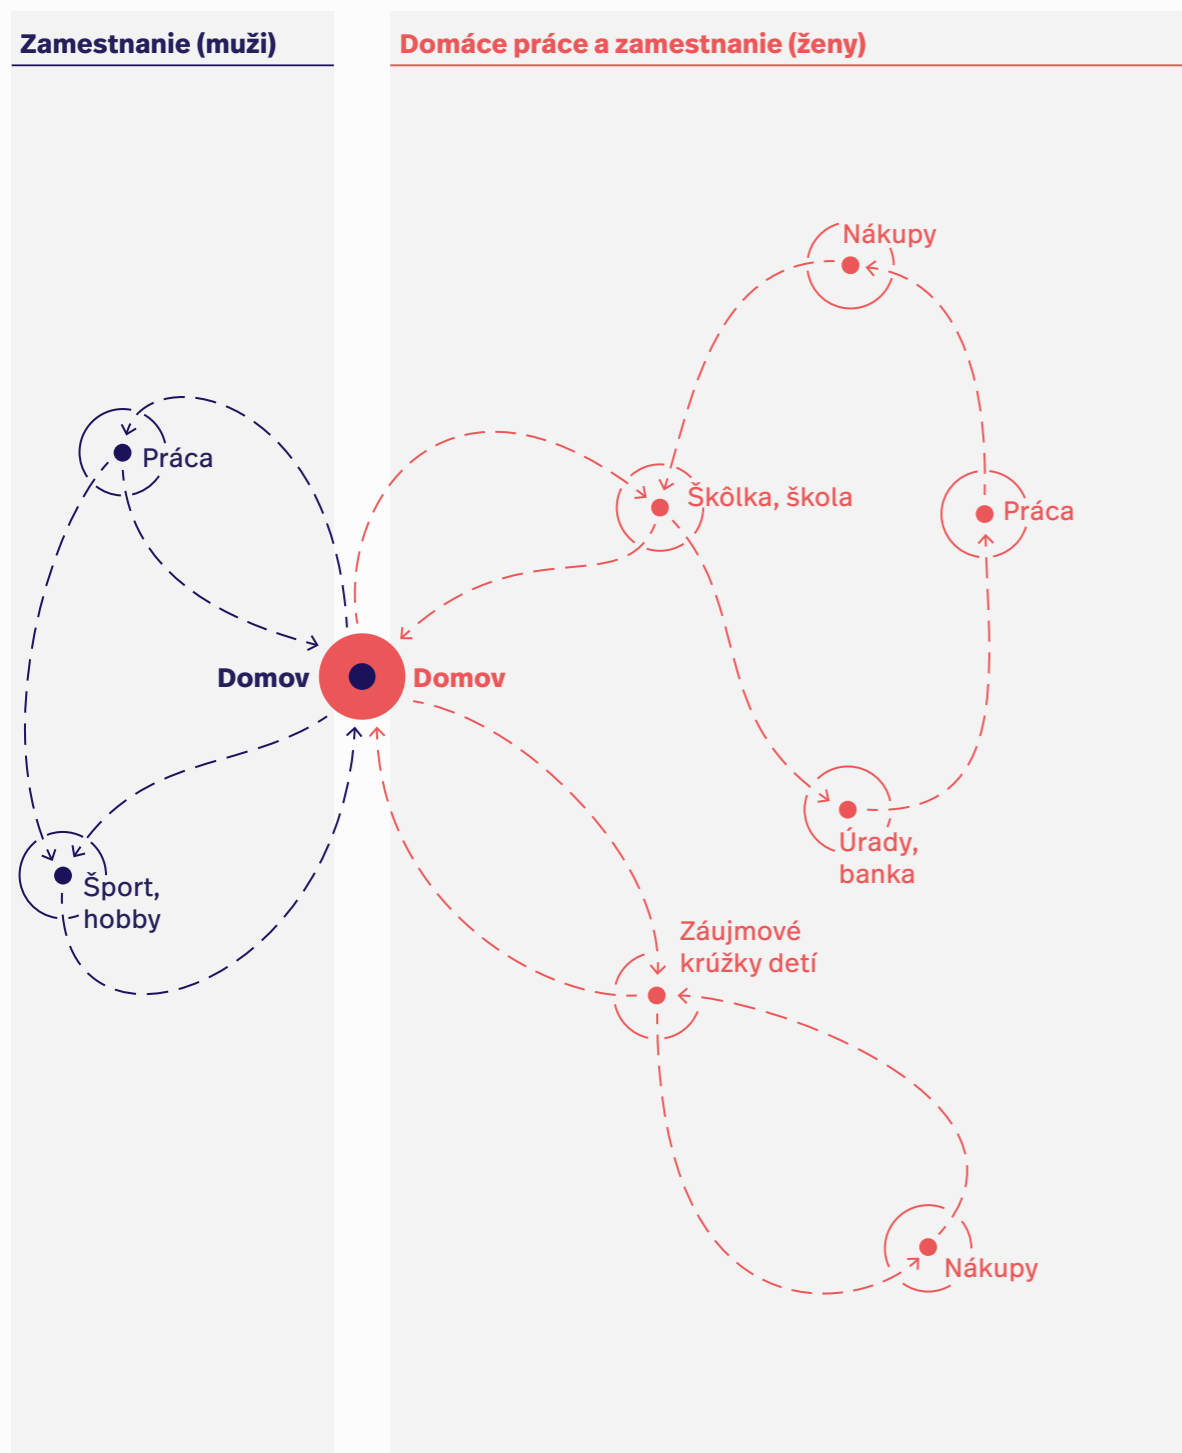 Zamestnanie (muži)
Domáce práce a zamestnanie (ženy)
Nákupy
Práca
Škôlka, škola
Práca
Domov
Domov
Úrady,
banka
Šport,
hobby
Záujmové
krúžky detí
Nákupy